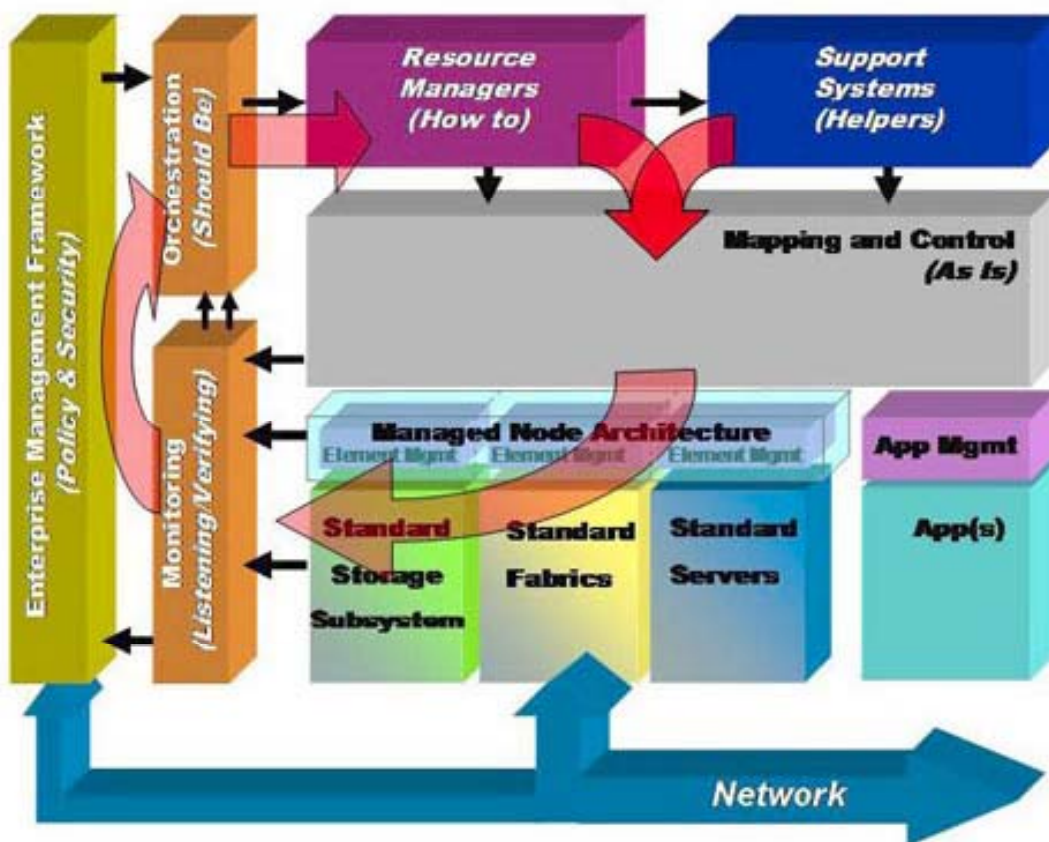 Enterprise Management Framework
(Policy & Security)
Orchestration
(Should Be)
Monitoring
(Listening/Verifying)
Resource
Managers
(How to)
Support
Systems
(Helpers)
Mapping and Control
(As Is)
Managed Node Architecture
Element Mgmt
Element Mgmt
Element Mgmt
App Mgmt
Standard
Storage
Subsystem
Standard
Fabrics
Standard
Servers
App(s)
Network